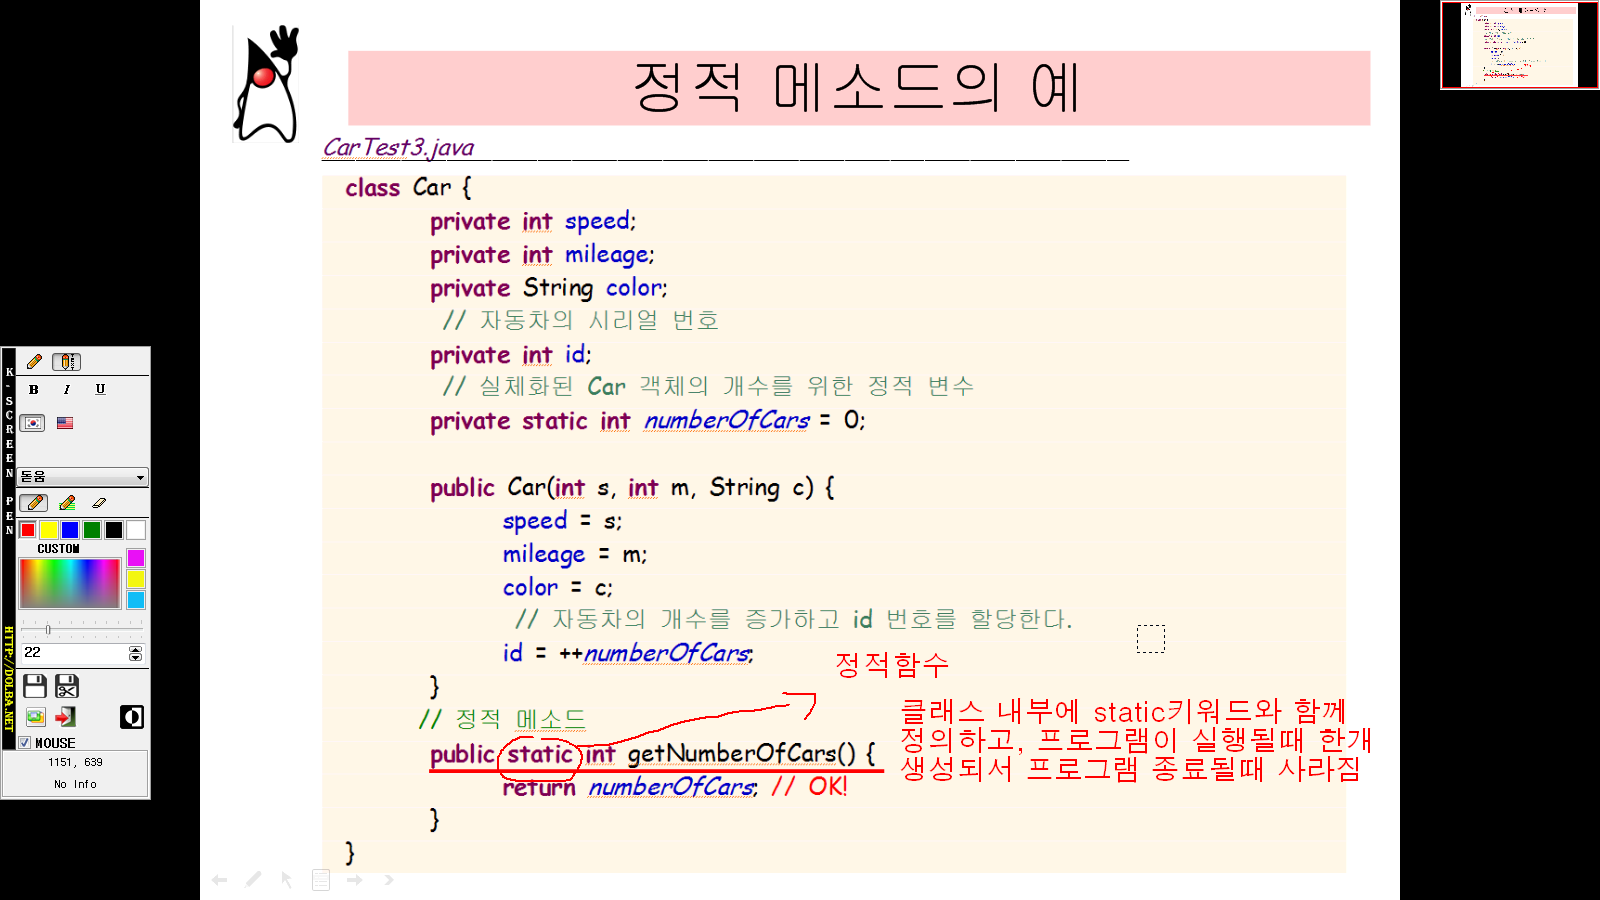 정적 메소드의 예
CarTest3.java
class Car {
private int speed;
private int mileage;
private String color;
// 자동차의 시리얼 번호
private int id;
// 실체화된 Car 객체의 개수를 위한 정적 변수
private static int numberOfCars = 0;
public Car(int s, int m, String c) {
speed = s;
mileage = m;
color = c;
// 자동차의 개수를 증가하고 id 번호를 할당한다.
id = ++numberOfCars;
}
// 정적 메소드
public static int getNumberOfCars() {
return numberOfCars; // OK!
}
}
정적함수
클래스 내부에 static키워드와 함께
정의하고, 프로그램이 실행될때 한개
생성되서 프로그램 종료될때 사라짐
K-SCREEN PEN
HTTP://DOLBA.NET
B I U
돋움
CUSTOM
22
MOUSE
1151, 639
No Info